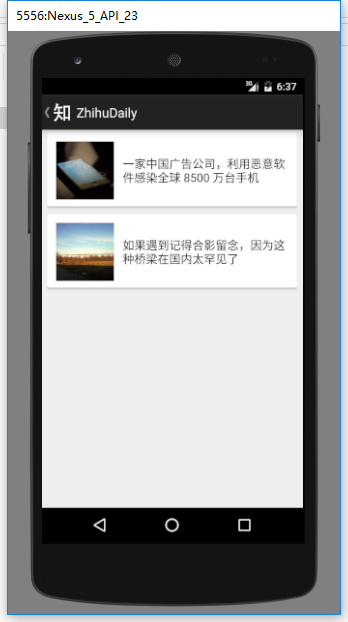 5556:Nexus_5_API_23
3G 6:37
知 ZhihuDaily
一家中国广告公司，利用恶意软
件感染全球 8500 万台手机
如果遇到记得合影留念，因为这
种桥梁在国内太罕见了